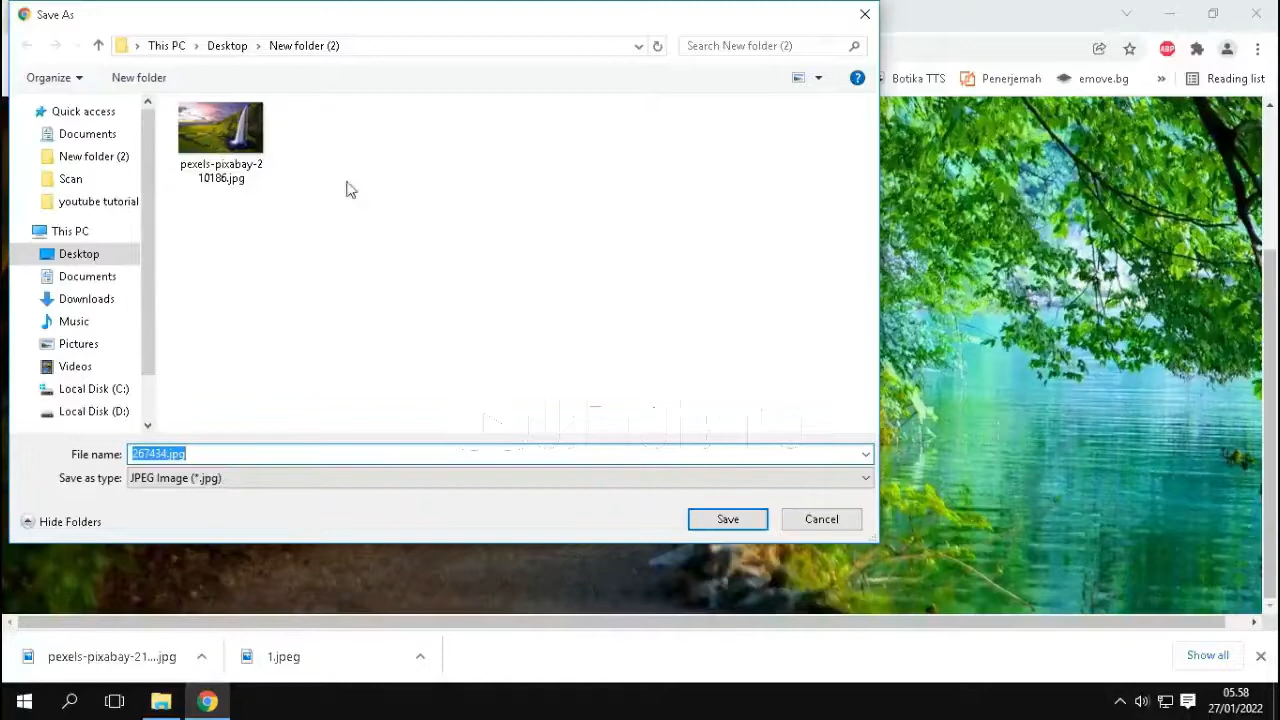 Save As
This PC
Desktop
New folder (2)
Search New folder (2)
Organize
New folder
ABP
Botika TTS
Penerjemah
emove.bg
»
Reading list
Quick access
Documents
New folder (2)
Scan
youtube tutorial
This PC
Desktop
Documents
Downloads
Music
Pictures
Videos
Local Disk (C:)
Local Disk (D:)
pexels-pixabay-2
10186.jpg
File name: 267434.jpg
Save as type: JPEG Image (*.jpg)
Hide Folders
Save
Cancel
pexels-pixabay-21....jpg
1.jpeg
Show all
05.58
27/01/2022